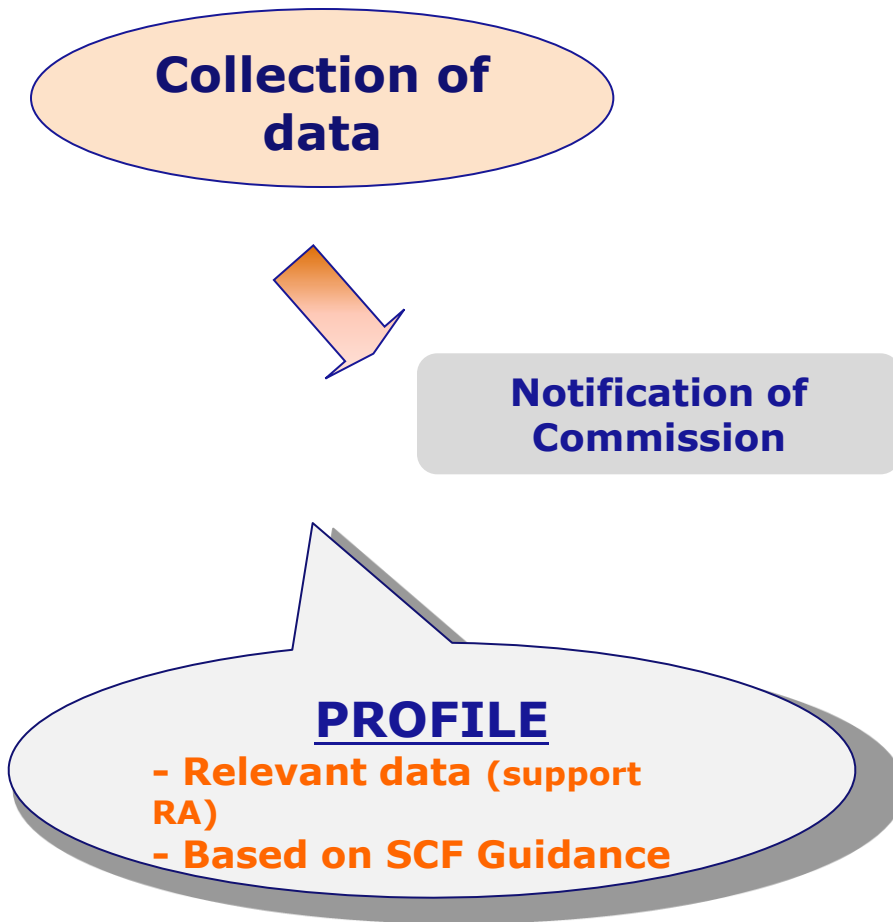 Collection of
data
Notification of
Commission
PROFILE
- Relevant data (support
RA)
- Based on SCF Guidance